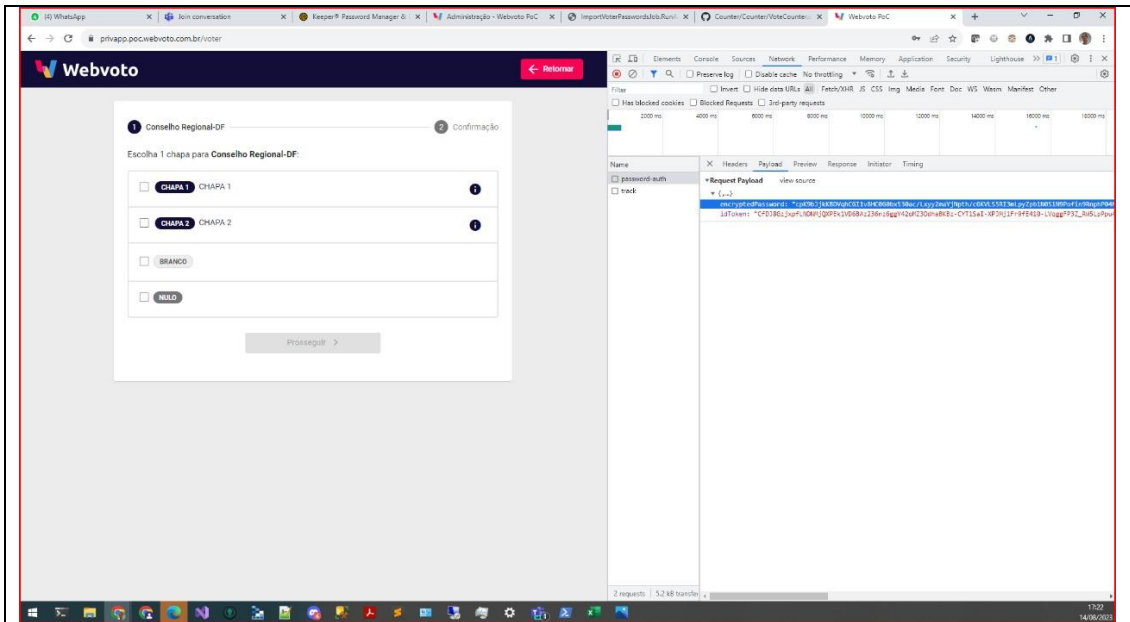 (4) WhatsApp
Join conversation
Keeper® Password Manager &
Administração - Webvoto PoC
ImportVoterPasswordsJob.Run
Counter/Counter/VoteCounter
Webvoto PoC
privapp.poc.webvoto.com.br/voter
Webvoto
Retornar
1 Conselho Regional-DF
2 Confirmação
Escolha 1 chapa para Conselho Regional-DF:
CHAPA 1 CHAPA 1
CHAPA 2 CHAPA 2
BRANCO
NULO
Prosseguir
Elements Console Sources Network Performance Memory Application Security Lighthouse 1
Preserve log Disable cache No throttling
Filter Invert Hide data URLs All Fetch/XHR JS CSS Img Media Font Doc WS Wasm Manifest Other
Has blocked cookies Blocked Requests 3rd-party requests
2000 ms 4000 ms 6000 ms 8000 ms 10000 ms 12000 ms 14000 ms 16000 ms 18000 ms
Name Headers Payload Preview Response Initiator Timing
password-auth
track
Request Payload view source
{,…}
encryptedPassword:
idToken:
2 requests 5.2 kB transfer
17:22
14/08/2023